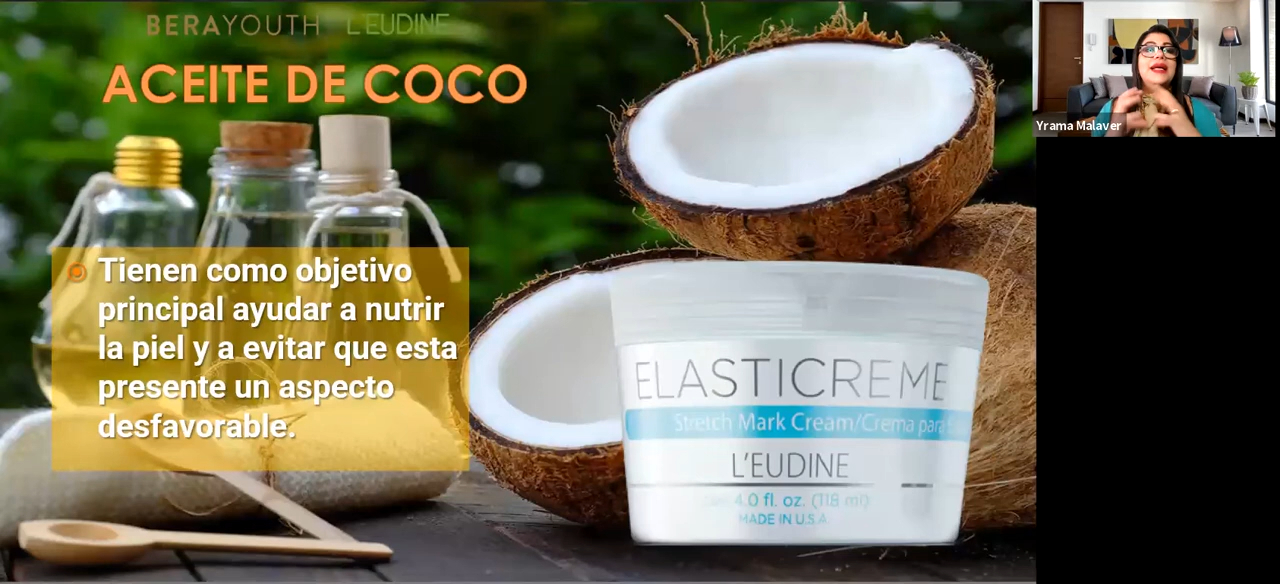 BERAYOUTH L'EUDINE
ACEITE DE COCO
Tienen como objetivo
principal ayudar a nutrir
la piel y a evitar que esta
presente un aspecto
desfavorable.
ELASTICREME
Stretch Mark Cream/Crema para
L'EUDINE
4.0 fl. oz. (118 ml)
MADE IN U.S.A.
Yrama Malaver